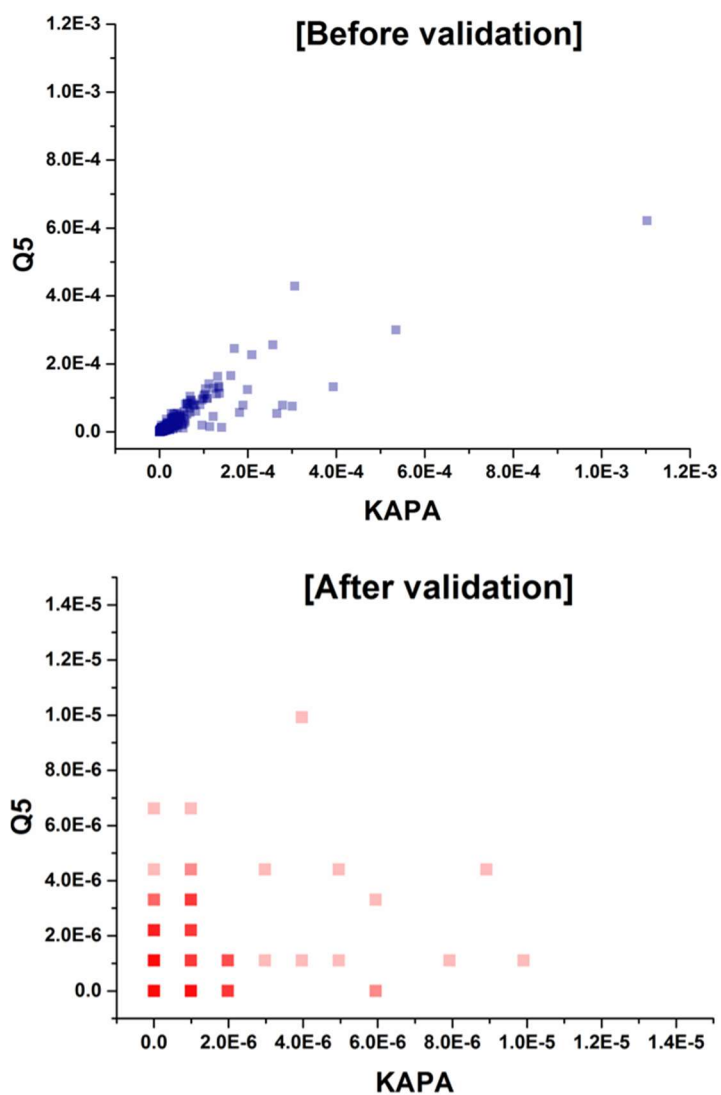 [Before validation]
1.2E-3
1.0E-3
8.0E-4
6.0E-4
4.0E-4
2.0E-4
0.0
Q5
0.0 2.0E-4 4.0E-4 6.0E-4 8.0E-4 1.0E-3 1.2E-3
KAPA
[After validation]
1.4E-5
1.2E-5
1.0E-5
8.0E-6
6.0E-6
4.0E-6
2.0E-6
0.0
Q5
0.0 2.0E-6 4.0E-6 6.0E-6 8.0E-6 1.0E-5 1.2E-5 1.4E-5
KAPA